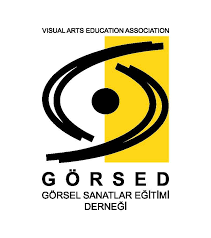 VISUAL ARTS EDUCATION ASSOCIATION
GÖRSED
GÖRSEL SANATLAR EĞİTİMİ
DERNEĞİ